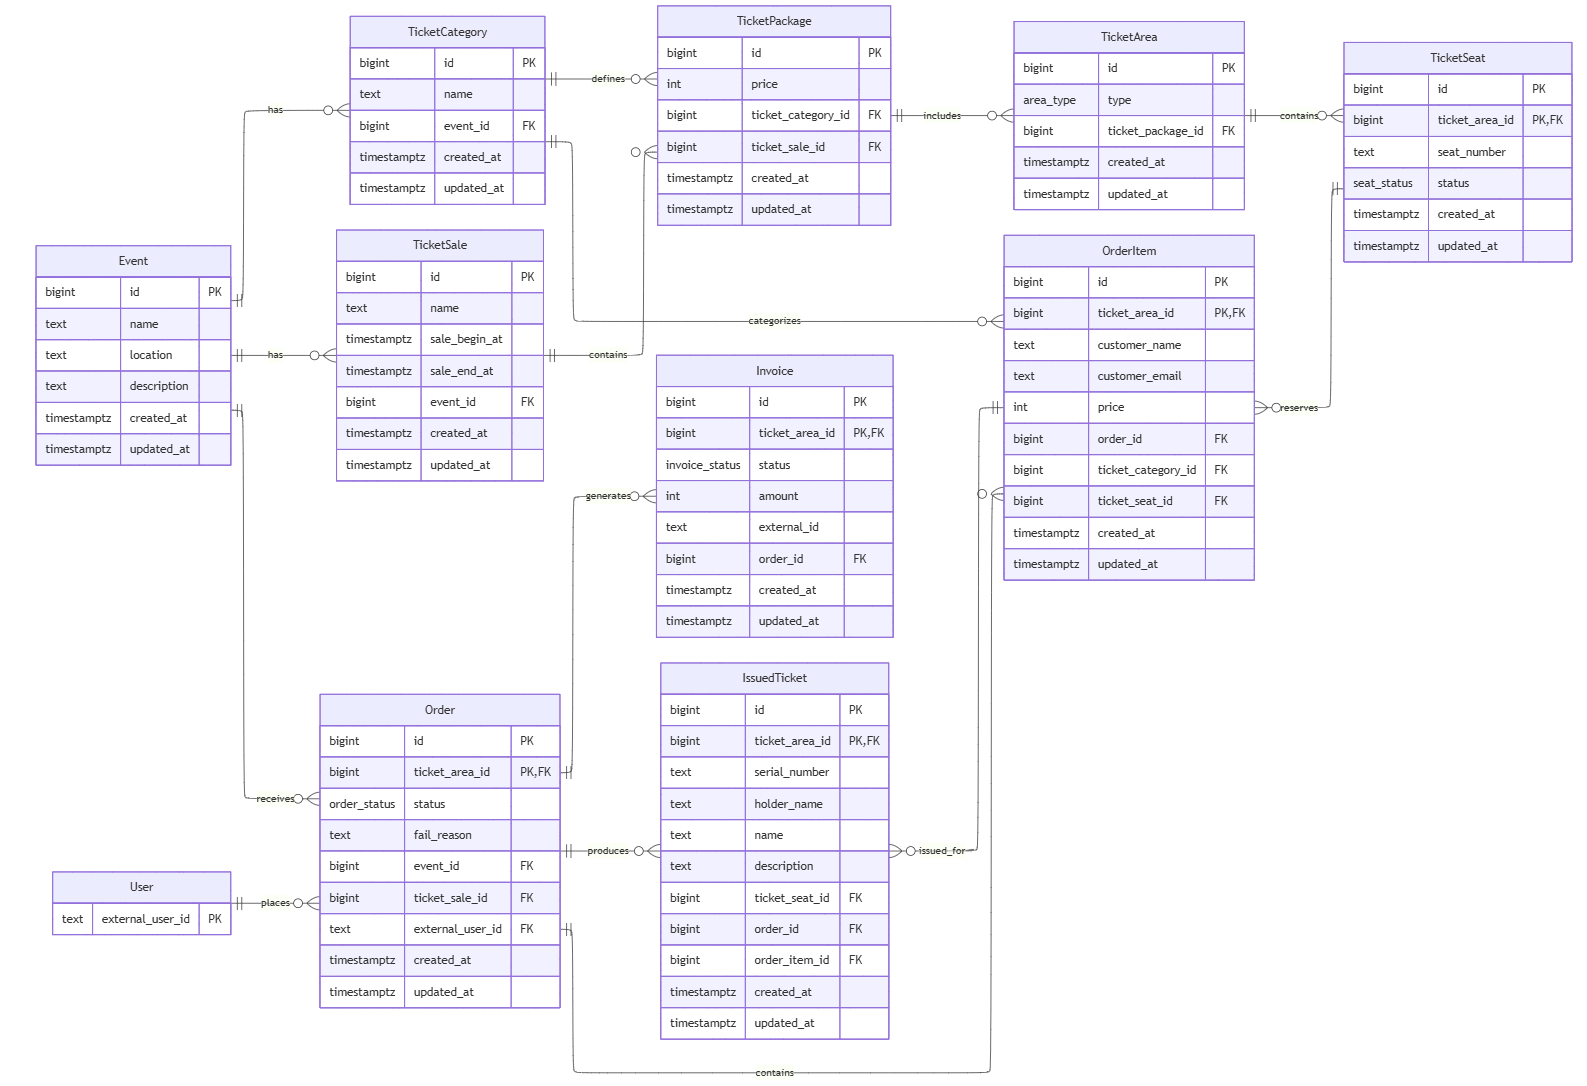 TicketCategory
bigint id PK
text name
bigint event_id FK
timestamptz created_at
timestamptz updated_at
TicketPackage
bigint id PK
int price
bigint ticket_category_id FK
bigint ticket_sale_id FK
timestamptz created_at
timestamptz updated_at
TicketArea
bigint id PK
area_type type
bigint ticket_package_id FK
timestamptz created_at
timestamptz updated_at
TicketSeat
bigint id PK
bigint ticket_area_id PK,FK
text seat_number
seat_status status
timestamptz created_at
timestamptz updated_at
has
defines
includes
contains
Event
bigint id PK
text name
text location
text description
timestamptz created_at
timestamptz updated_at
TicketSale
bigint id PK
text name
timestamptz sale_begin_at
timestamptz sale_end_at
bigint event_id FK
timestamptz created_at
timestamptz updated_at
OrderItem
bigint id PK
bigint ticket_area_id PK,FK
text customer_name
text customer_email
int price
bigint order_id FK
bigint ticket_category_id FK
bigint ticket_seat_id FK
timestamptz created_at
timestamptz updated_at
categorizes
has
contains
reserves
Invoice
bigint id PK
bigint ticket_area_id PK,FK
invoice_status status
int amount
text external_id
bigint order_id FK
timestamptz created_at
timestamptz updated_at
generates
Order
bigint id PK
bigint ticket_area_id PK,FK
order_status status
text fail_reason
bigint event_id FK
bigint ticket_sale_id FK
text external_user_id FK
timestamptz created_at
timestamptz updated_at
IssuedTicket
bigint id PK
bigint ticket_area_id PK,FK
text serial_number
text holder_name
text name
text description
bigint ticket_seat_id FK
bigint order_id FK
bigint order_item_id FK
timestamptz created_at
timestamptz updated_at
receives
produces
issued_for
User
text external_user_id PK
places
contains